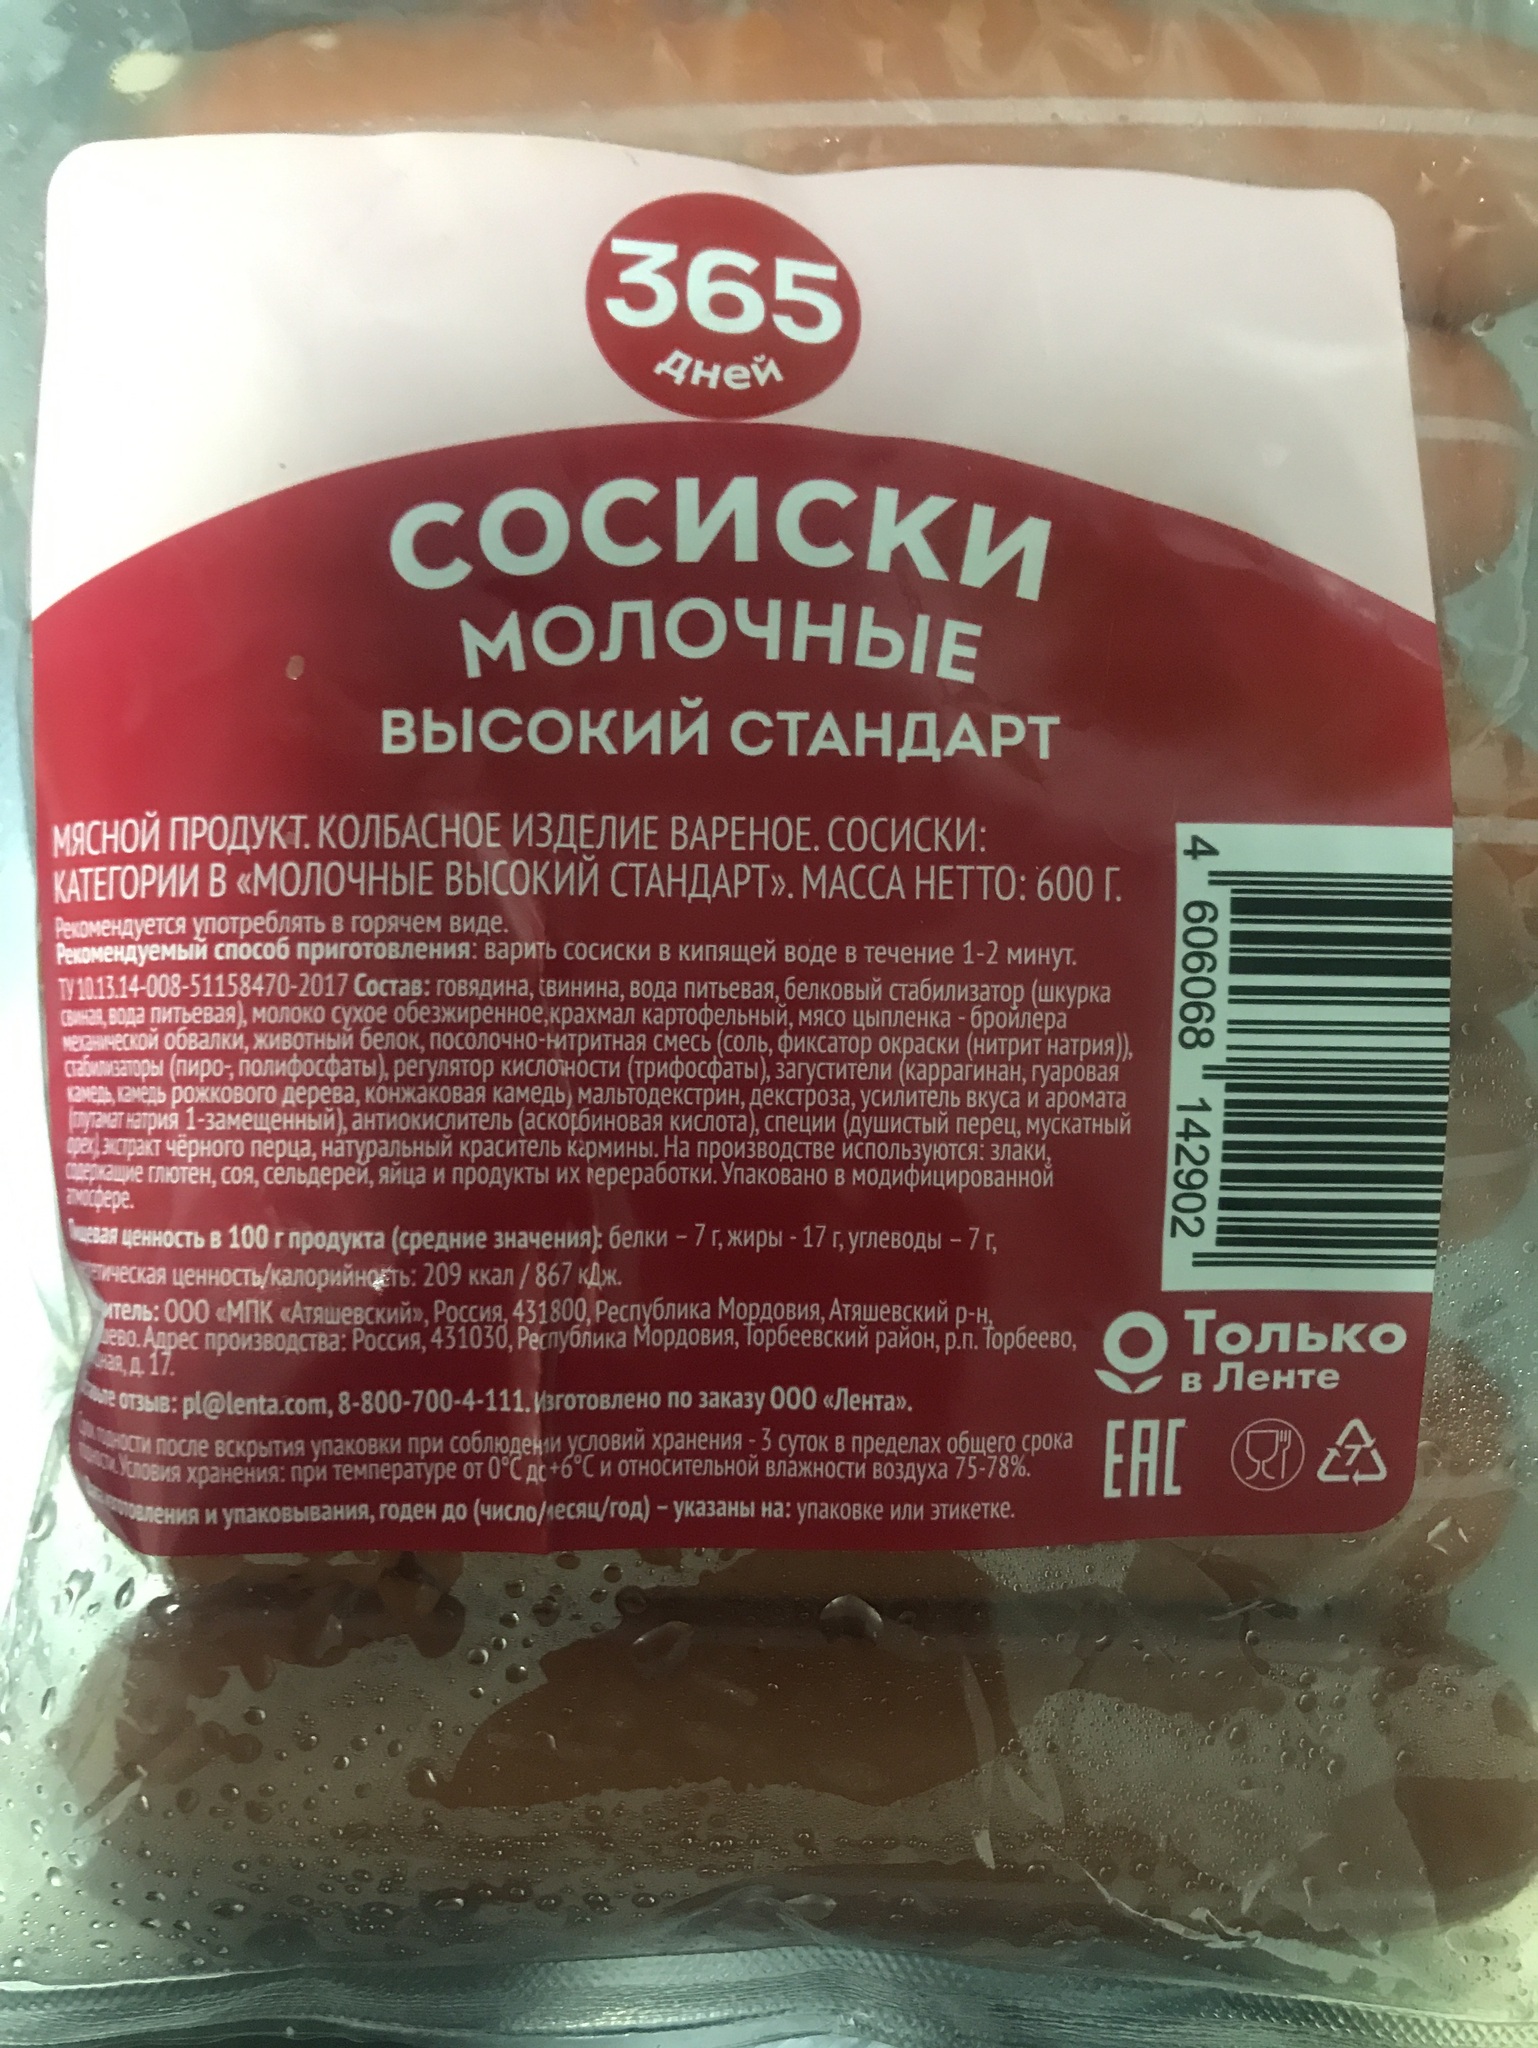 365
дней
СОСИСКИ
МОЛОЧНЫЕ
ВЫСОКИЙ СТАНДАРТ
МЯСНОЙ ПРОДУКТ. КОЛБАСНОЕ ИЗДЕЛИЕ ВАРЕНОЕ. СОСИСКИ:
КАТЕГОРИИ В «МОЛОЧНЫЕ ВЫСОКИЙ СТАНДАРТ». МАССА НЕТТО: 600 Г.
Рекомендуется употреблять в горячем виде.
Рекомендуемый способ приготовления: варить сосиски в кипящей воде в течение 1-2 минут.
ТУ 10.13.14-008-51158470-2017 Состав: говядина, свинина, вода питьевая, белковый стабилизатор (шкурка
свиная, вода питьевая), молоко сухое обезжиренное, крахмал картофельный, мясо цыпленка - бройлера
механической обвалки, животный белок, посолочно-нитритная смесь (соль, фиксатор окраски (нитрит натрия)),
стабилизаторы (пиро-, полифосфаты), регулятор кислотности (трифосфаты), загустители (каррагинан, гуаровая
камедь, камедь рожкового дерева, конжаковая камедь) мальтодекстрин, декстроза, усилитель вкуса и аромата
(глутамат натрия 1-замещенный), антиокислитель (аскорбиновая кислота), специи (душистый перец, мускатный
орех), экстракт чёрного перца, натуральный краситель кармины. На производстве используются: злаки,
содержащие глютен, соя, сельдерей, яйца и продукты их переработки. Упаковано в модифицированной
атмосфере.
Пищевая ценность в 100 г продукта (средние значения): белки – 7 г, жиры - 17 г, углеводы – 7 г,
ценность/калорийность: 209 ккал / 867 кДж.
ООО «МПК «Атяшевский», Россия, 431800, Республика Мордовия, Атяшевский р-н,
Адрес производства: Россия, 431030, Республика Мордовия, Торбеевский район, р.п. Торбеево,
д. 17.
отзыв: pl@lenta.com, 8-800-700-4-111. Изготовлено по заказу ООО «Лента».
Срок годности после вскрытия упаковки при соблюдении условий хранения - 3 суток в пределах общего срока
годности. Условия хранения: при температуре от 0°С до +6°С и относительной влажности воздуха 75-78%.
и упаковывания, годен до (число/месяц/год) – указаны на: упаковке или этикетке.
4 606068 142902
Только
в Ленте
ЕАС
7